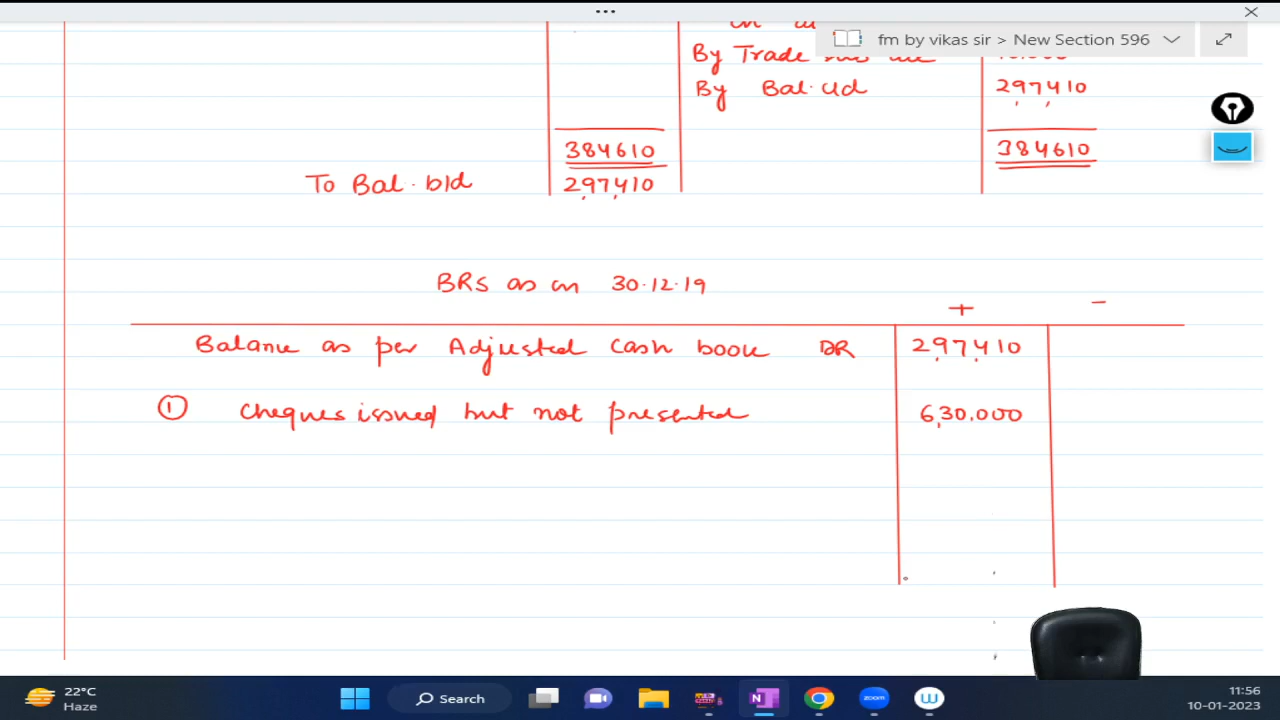 fm by vikas sir > New Section 596
By Trade
By Bal. c/d 297410
384610 384610
To Bal. b/d 297410
BRS as on 30.12.19
+ -
Balance as per Adjusted Cash book DR 297410
① Cheques issued but not presented 6,30,000
22°C
Haze
Search
11:56
10-01-2023